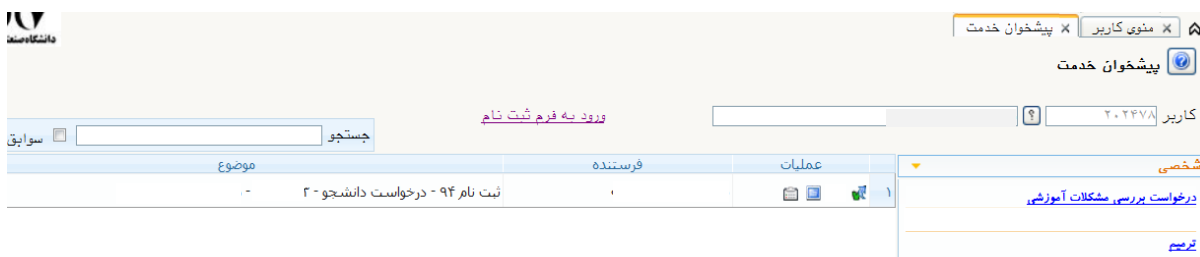 منوی کاربر
پیشخوان خدمت
دانشگاه صنعتی
پیشخوان خدمت
کاربر ۲۰۲۴۷۸
ورود به فرم ثبت نام
جستجو سوابق
شخصی
عملیات فرستنده موضوع
۱ ثبت نام ۹۴ - درخواست دانشجو - ۲ -
درخواست بررسی مشکلات آموزشی
ترمیم